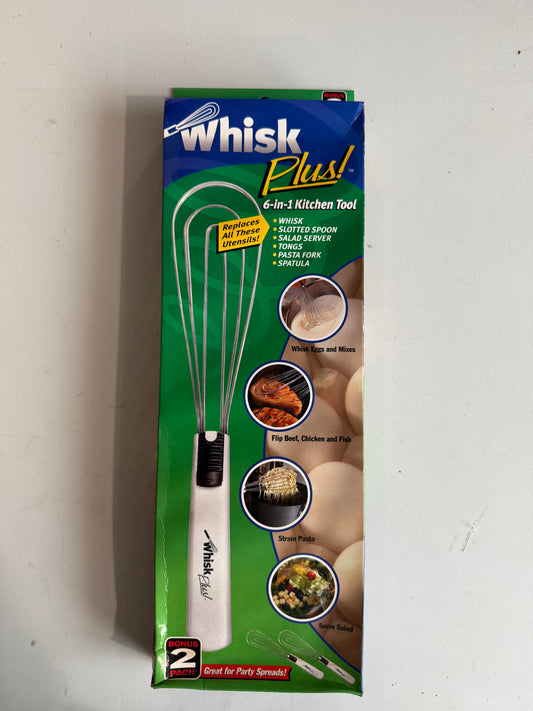 BONUS
Whisk
Plus!™
6-in-1 Kitchen Tool
Replaces
All These
Utensils!
• WHISK
• SLOTTED SPOON
• SALAD SERVER
• TONGS
• PASTA FORK
• SPATULA
Whisk Eggs and Mixes
Flip Beef, Chicken and Fish
Strain Pasta
Serve Salad
Whisk
Plus!
BONUS
2
PACK
Great for Party Spreads!